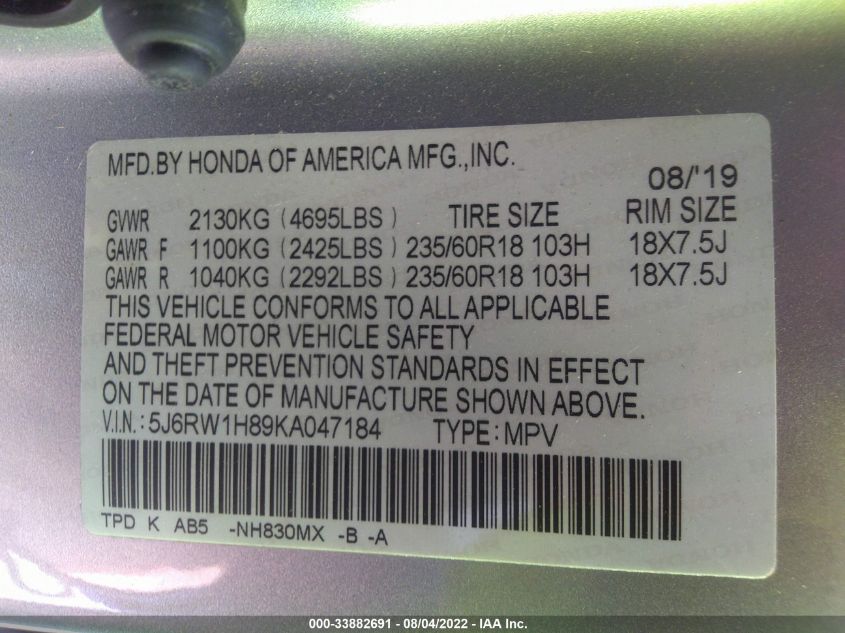 MFD.BY HONDA OF AMERICA MFG.,INC.
08/'19
GVWR 2130KG (4695LBS) TIRE SIZE RIM SIZE
GAWR F 1100KG (2425LBS) 235/60R18 103H 18X7.5J
GAWR R 1040KG (2292LBS) 235/60R18 103H 18X7.5J
THIS VEHICLE CONFORMS TO ALL APPLICABLE
FEDERAL MOTOR VEHICLE SAFETY
AND THEFT PREVENTION STANDARDS IN EFFECT
ON THE DATE OF MANUFACTURE SHOWN ABOVE.
V.I.N.: 5J6RW1H89KA047184 TYPE: MPV
TPD K AB5 -NH830MX -B -A
000-33882691 - 08/04/2022 - IAA Inc.